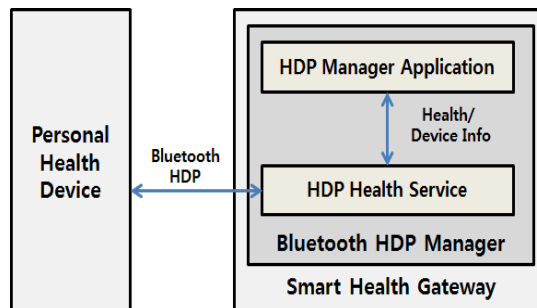 Personal
Health
Device
Bluetooth
HDP
HDP Manager Application
Health/
Device Info
HDP Health Service
Bluetooth HDP Manager
Smart Health Gateway